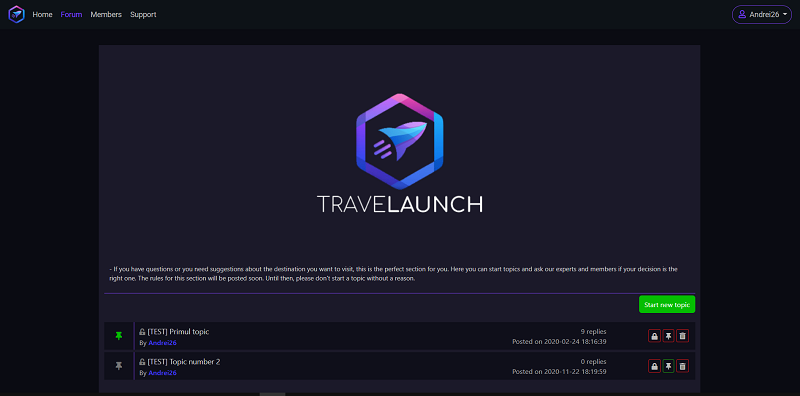 Home Forum Members Support Andrei26
TRAVELAUNCH
- If you have questions or you need suggestions about the destination you want to visit, this is the perfect section for you. Here you can start topics and ask our experts and members if your decision is the
right one. The rules for this section will be posted soon. Until then, please don't start a topic without a reason.
Start new topic
[TEST] Primul topic 9 replies
By Andrei26 Posted on 2020-02-24 18:16:39
[TEST] Topic number 2 0 replies
By Andrei26 Posted on 2020-11-22 18:19:59